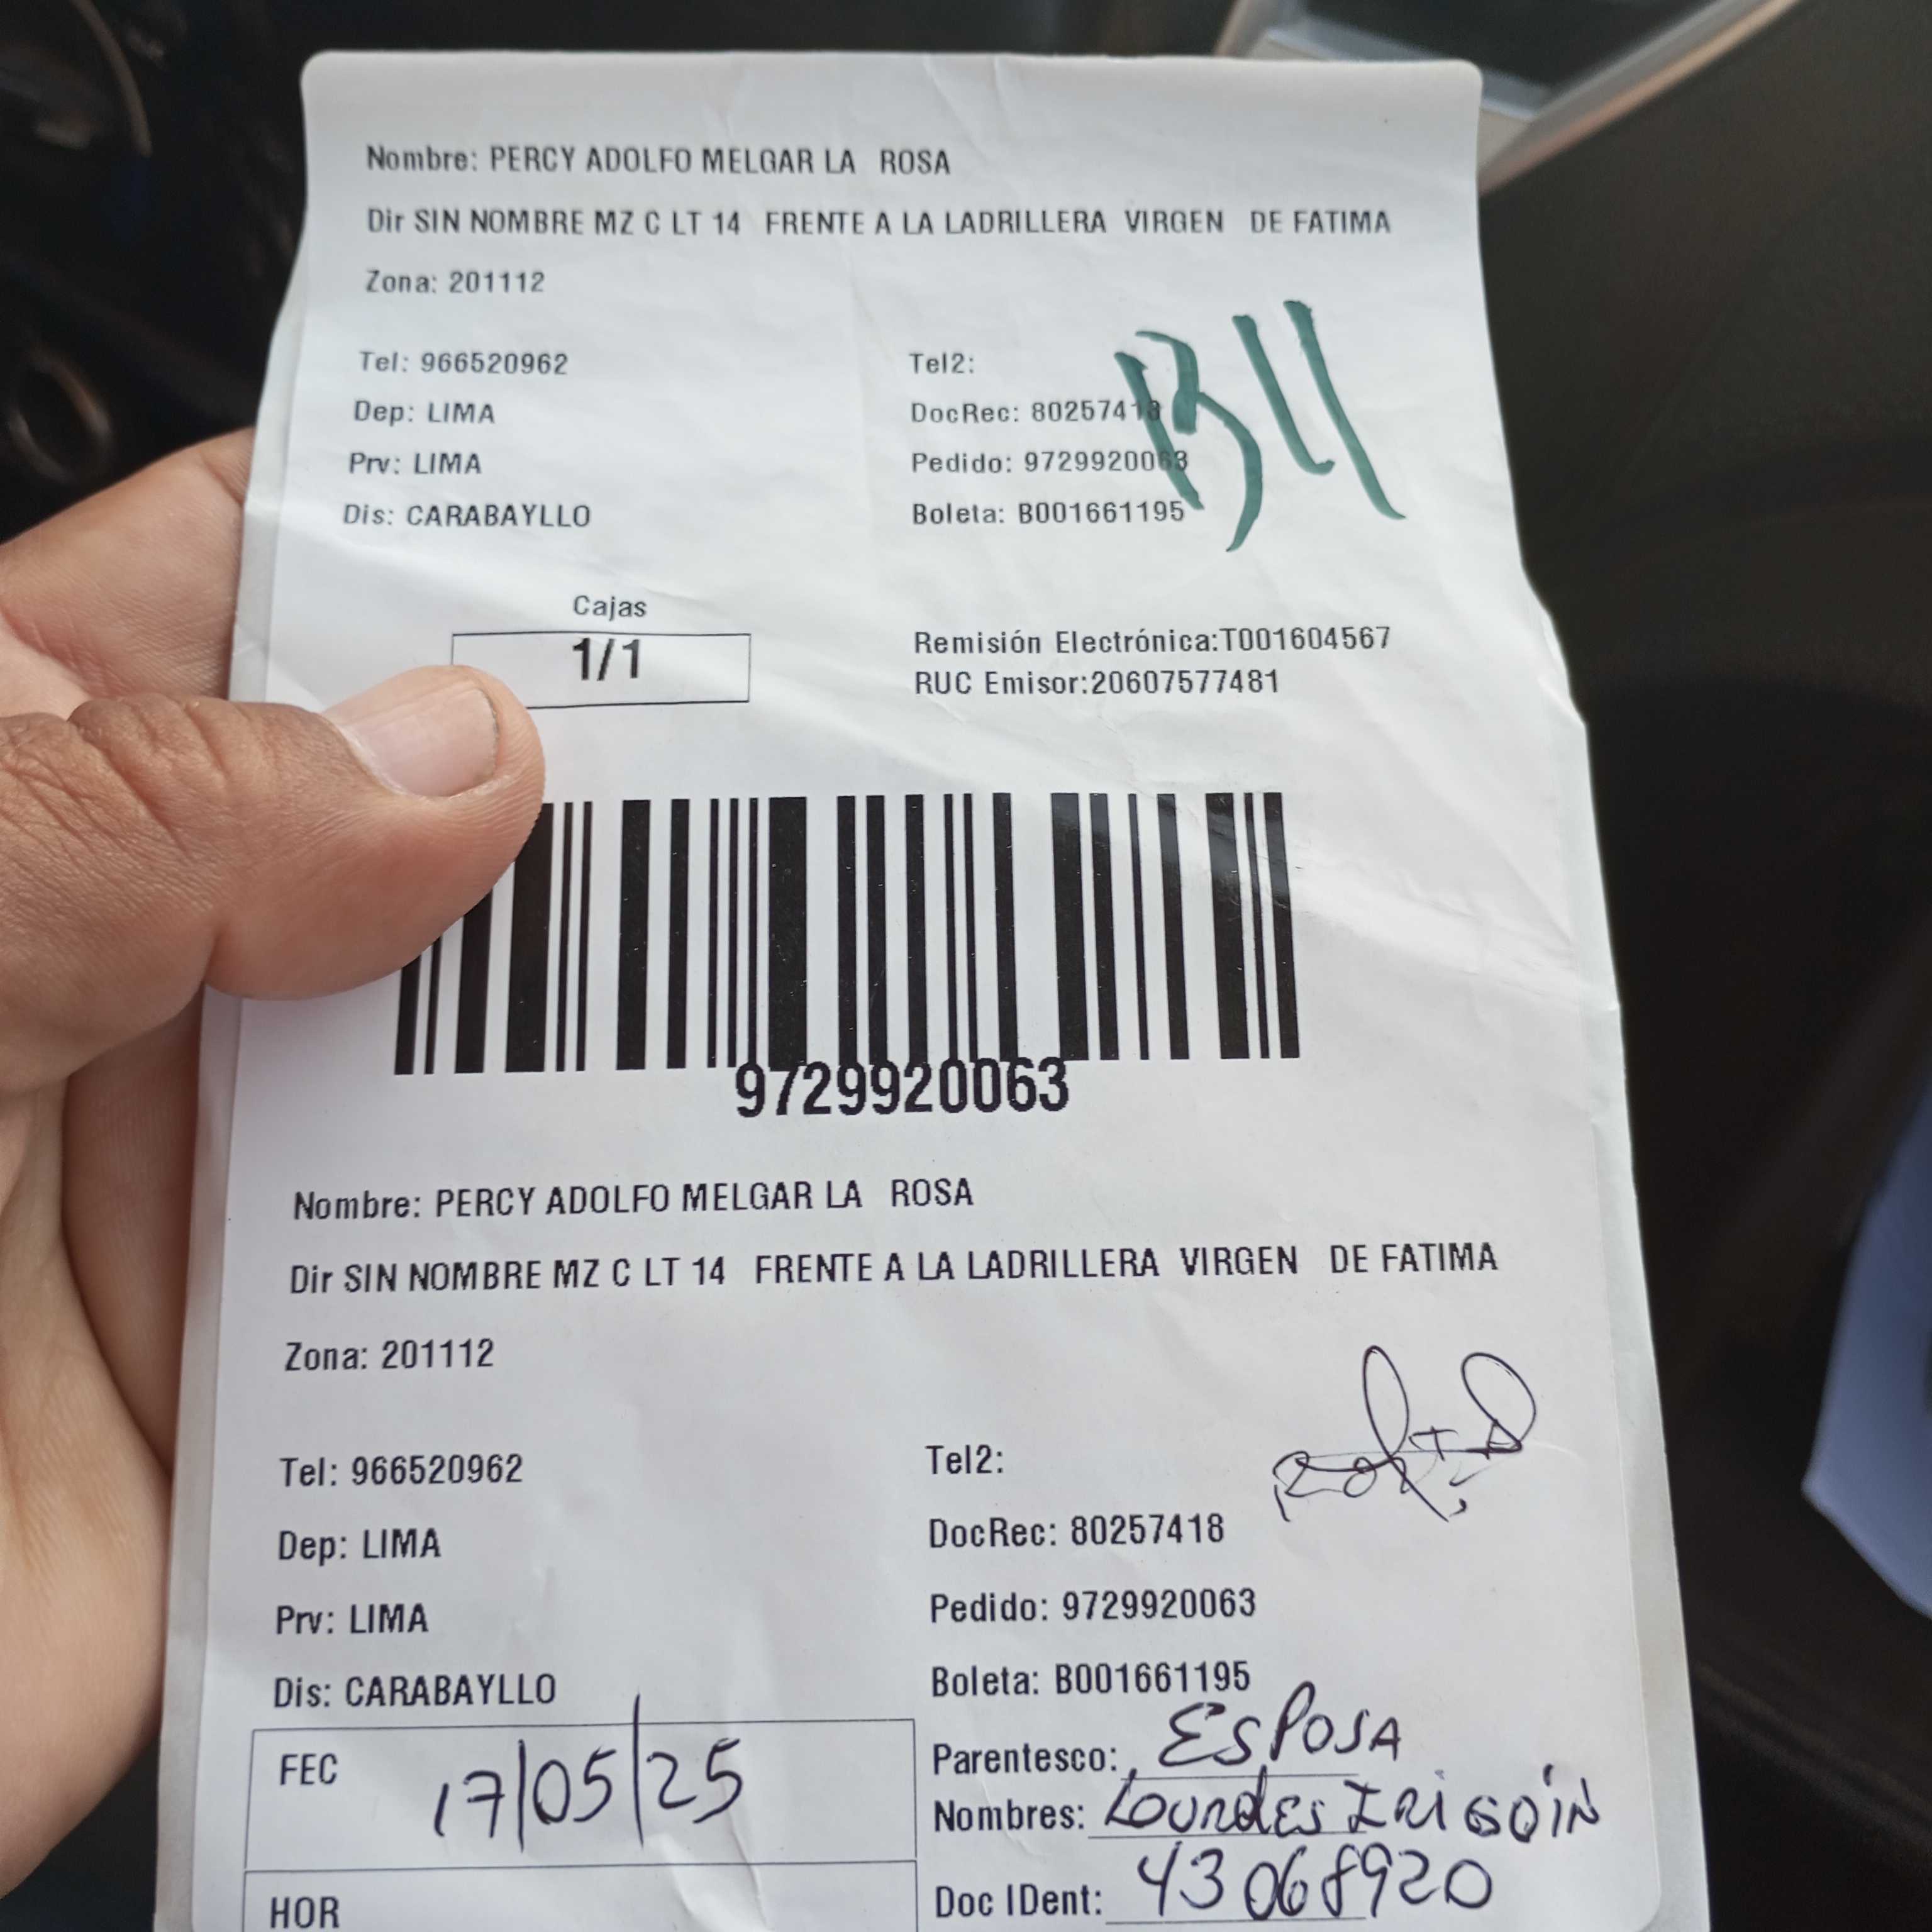 Nombre: PERCY ADOLFO MELGAR LA ROSA
Dir SIN NOMBRE MZ C LT 14 FRENTE A LA LADRILLERA VIRGEN DE FATIMA
Zona: 201112
Tel: 966520962 Tel2:
Dep: LIMA DocRec: 80257418
Prv: LIMA Pedido: 9729920063
Dis: CARABAYLLO Boleta: B001661195
Cajas
1/1
Remisión Electrónica:T001604567
RUC Emisor:20607577481
9729920063
Nombre: PERCY ADOLFO MELGAR LA ROSA
Dir SIN NOMBRE MZ C LT 14 FRENTE A LA LADRILLERA VIRGEN DE FATIMA
Zona: 201112
Tel: 966520962 Tel2:
Dep: LIMA DocRec: 80257418
Prv: LIMA Pedido: 9729920063
Dis: CARABAYLLO Boleta: B001661195
FEC 17/05/25
Parentesco: ESPOSA
Nombres: LOURDES IRIGOÍN
HOR
Doc IDent: 43068920